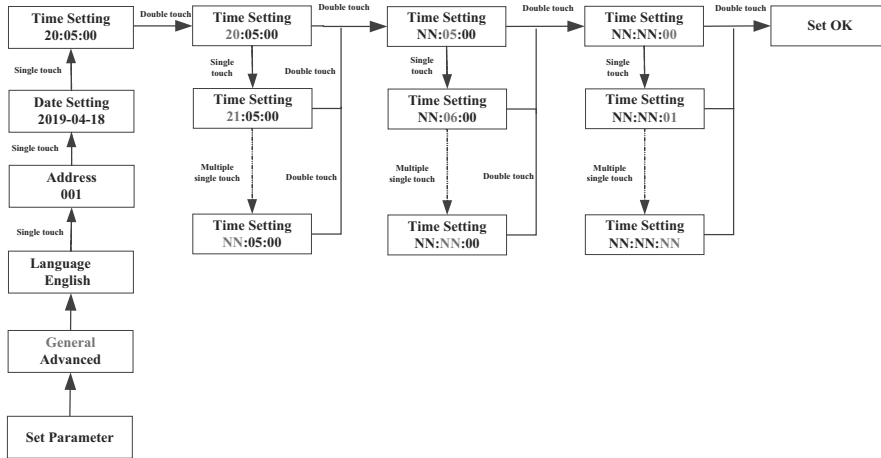 Time Setting
20:05:00
Double touch
Time Setting
20:05:00
Double touch
Time Setting
NN:05:00
Double touch
Time Setting
NN:NN:00
Double touch
Set OK
Single touch
Single
touch
Double touch
Single
touch
Double touch
Single
touch
Date Setting
2019-04-18
Time Setting
21:05:00
Time Setting
NN:06:00
Time Setting
NN:NN:01
Single touch
Address
001
Multiple
single touch
Double touch
Multiple
single touch
Double touch
Multiple
single touch
Single touch
Time Setting
NN:05:00
Time Setting
NN:NN:00
Time Setting
NN:NN:NN
Language
English
General
Advanced
Set Parameter